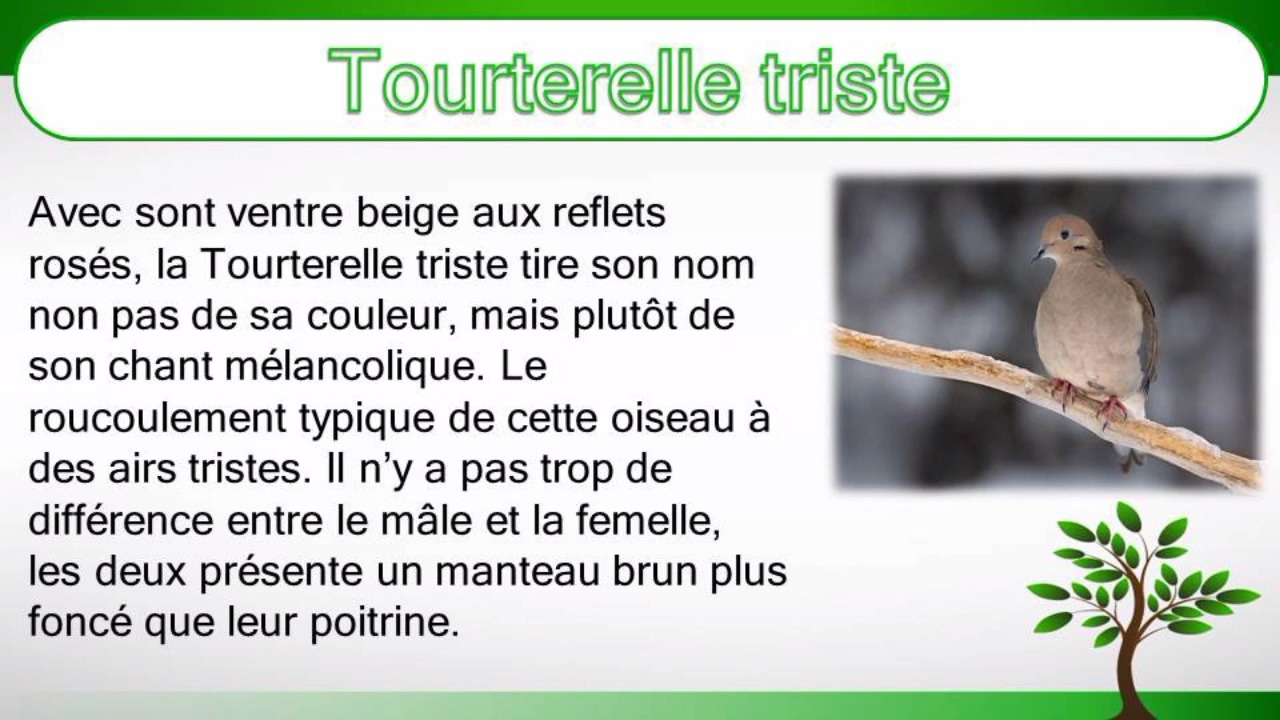 Tourterelle triste
Avec sont ventre beige aux reflets
rosés, la Tourterelle triste tire son nom
non pas de sa couleur, mais plutôt de
son chant mélancolique. Le
roucoulement typique de cette oiseau à
des airs tristes. Il n’y a pas trop de
différence entre le mâle et la femelle,
les deux présente un manteau brun plus
foncé que leur poitrine.